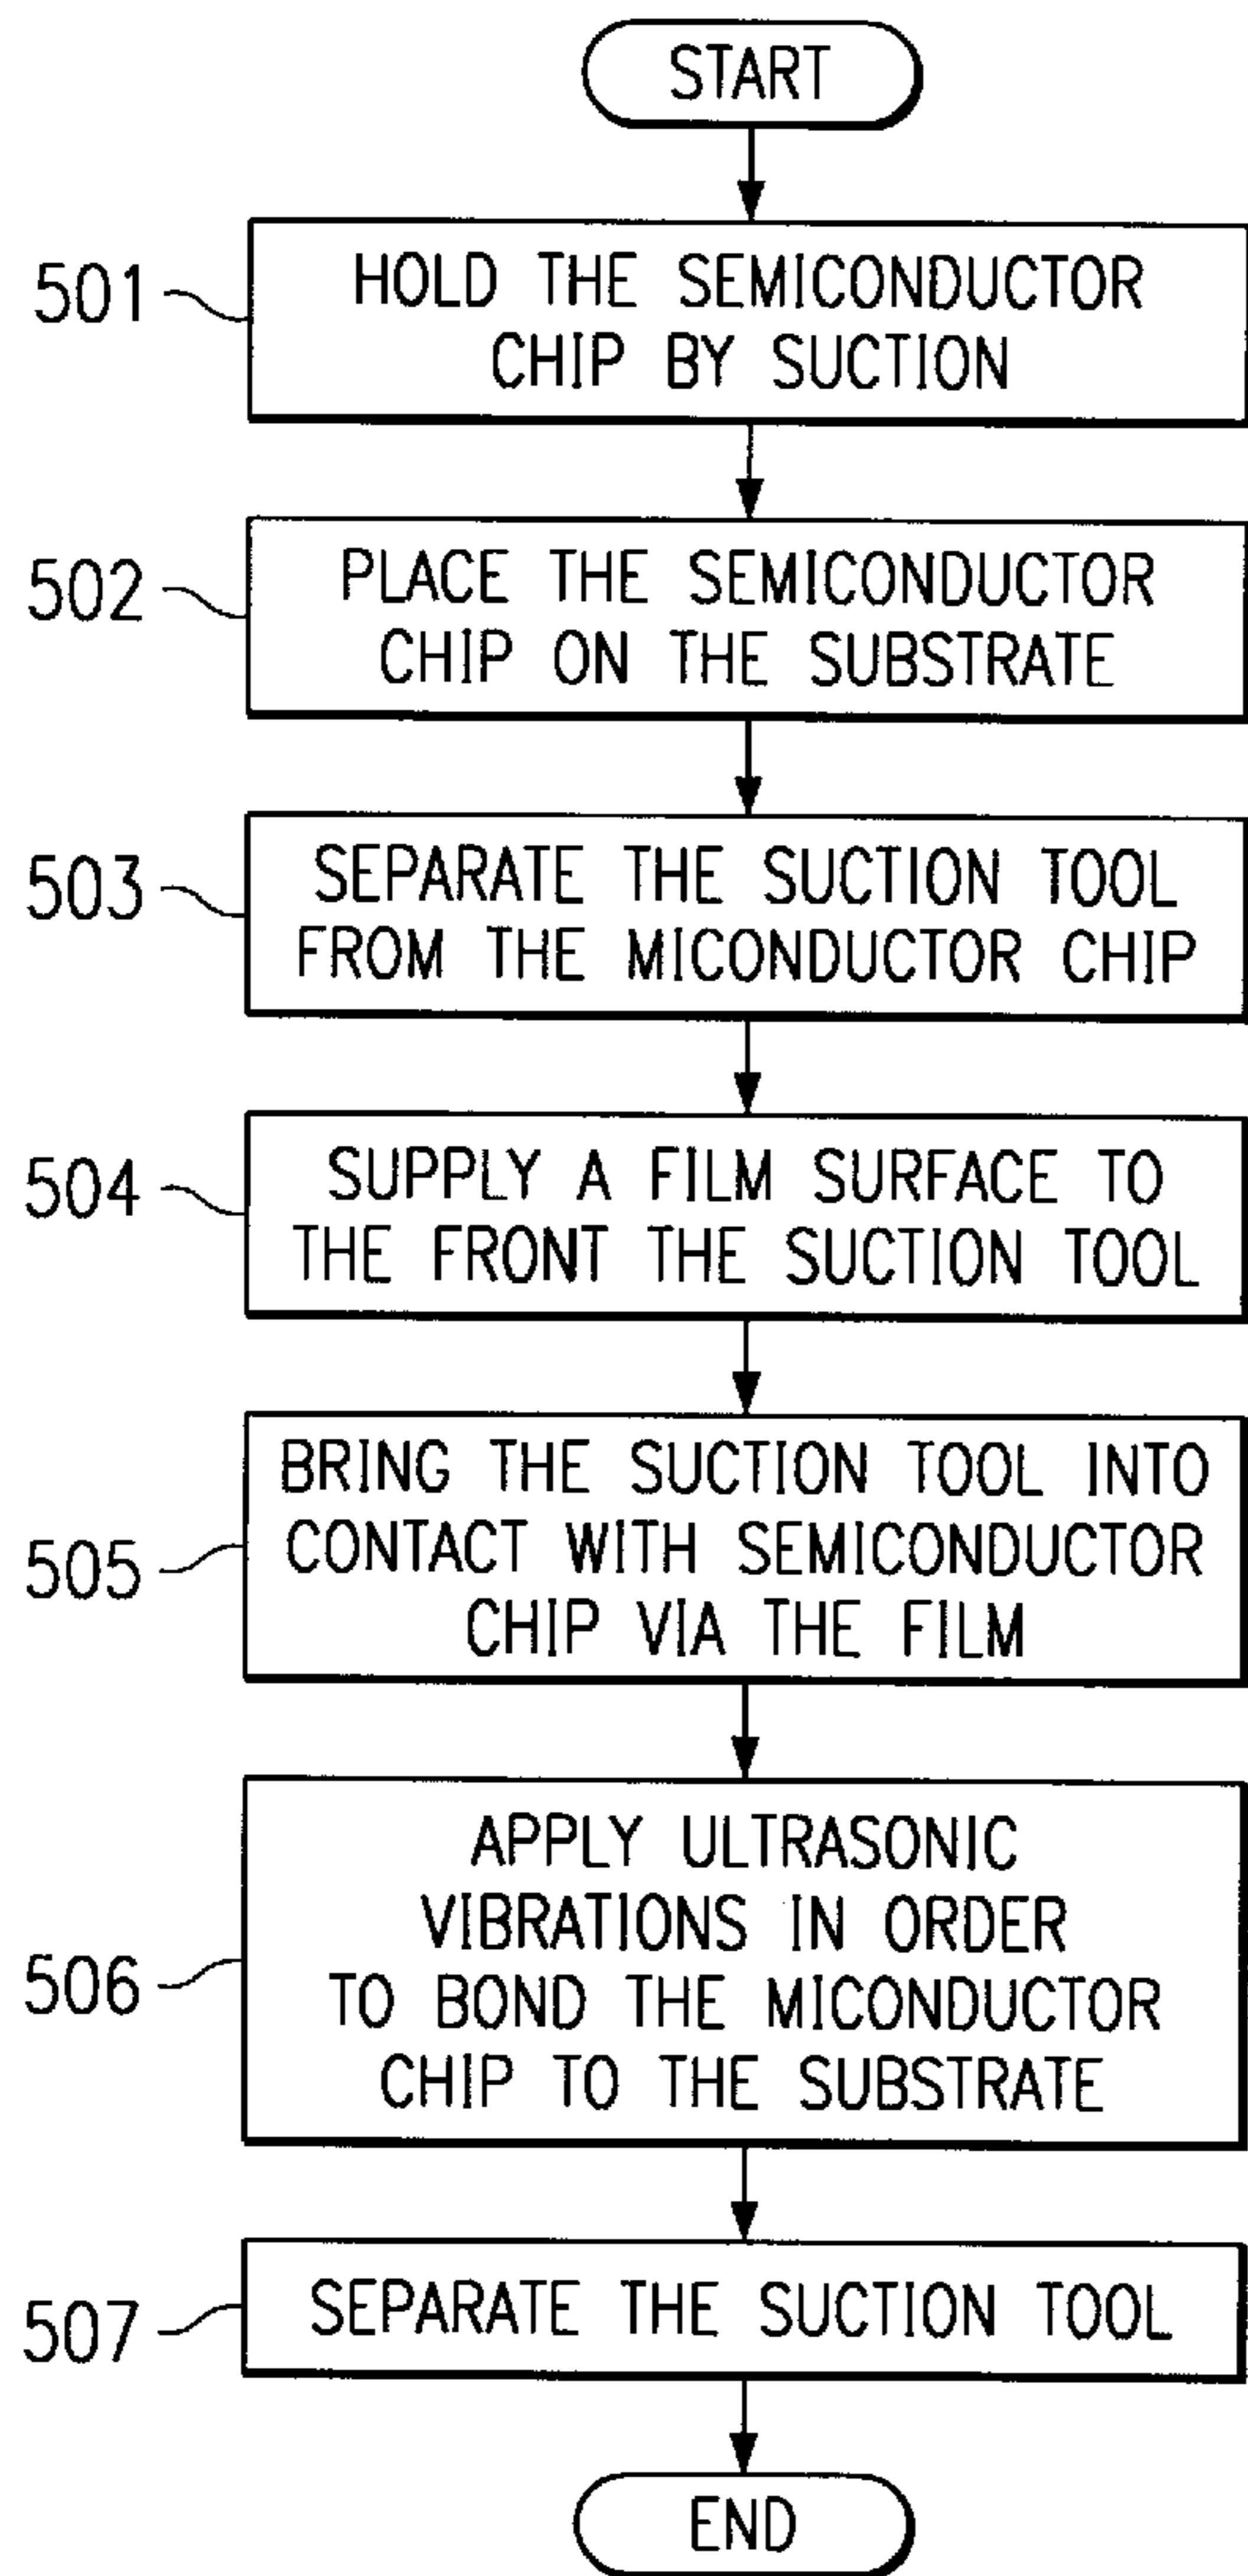 START
501
HOLD THE SEMICONDUCTOR
CHIP BY SUCTION
502
PLACE THE SEMICONDUCTOR
CHIP ON THE SUBSTRATE
503
SEPARATE THE SUCTION TOOL
FROM THE MICONDUCTOR CHIP
504
SUPPLY A FILM SURFACE TO
THE FRONT THE SUCTION TOOL
505
BRING THE SUCTION TOOL INTO
CONTACT WITH SEMICONDUCTOR
CHIP VIA THE FILM
506
APPLY ULTRASONIC
VIBRATIONS IN ORDER
TO BOND THE MICONDUCTOR
CHIP TO THE SUBSTRATE
507
SEPARATE THE SUCTION TOOL
END